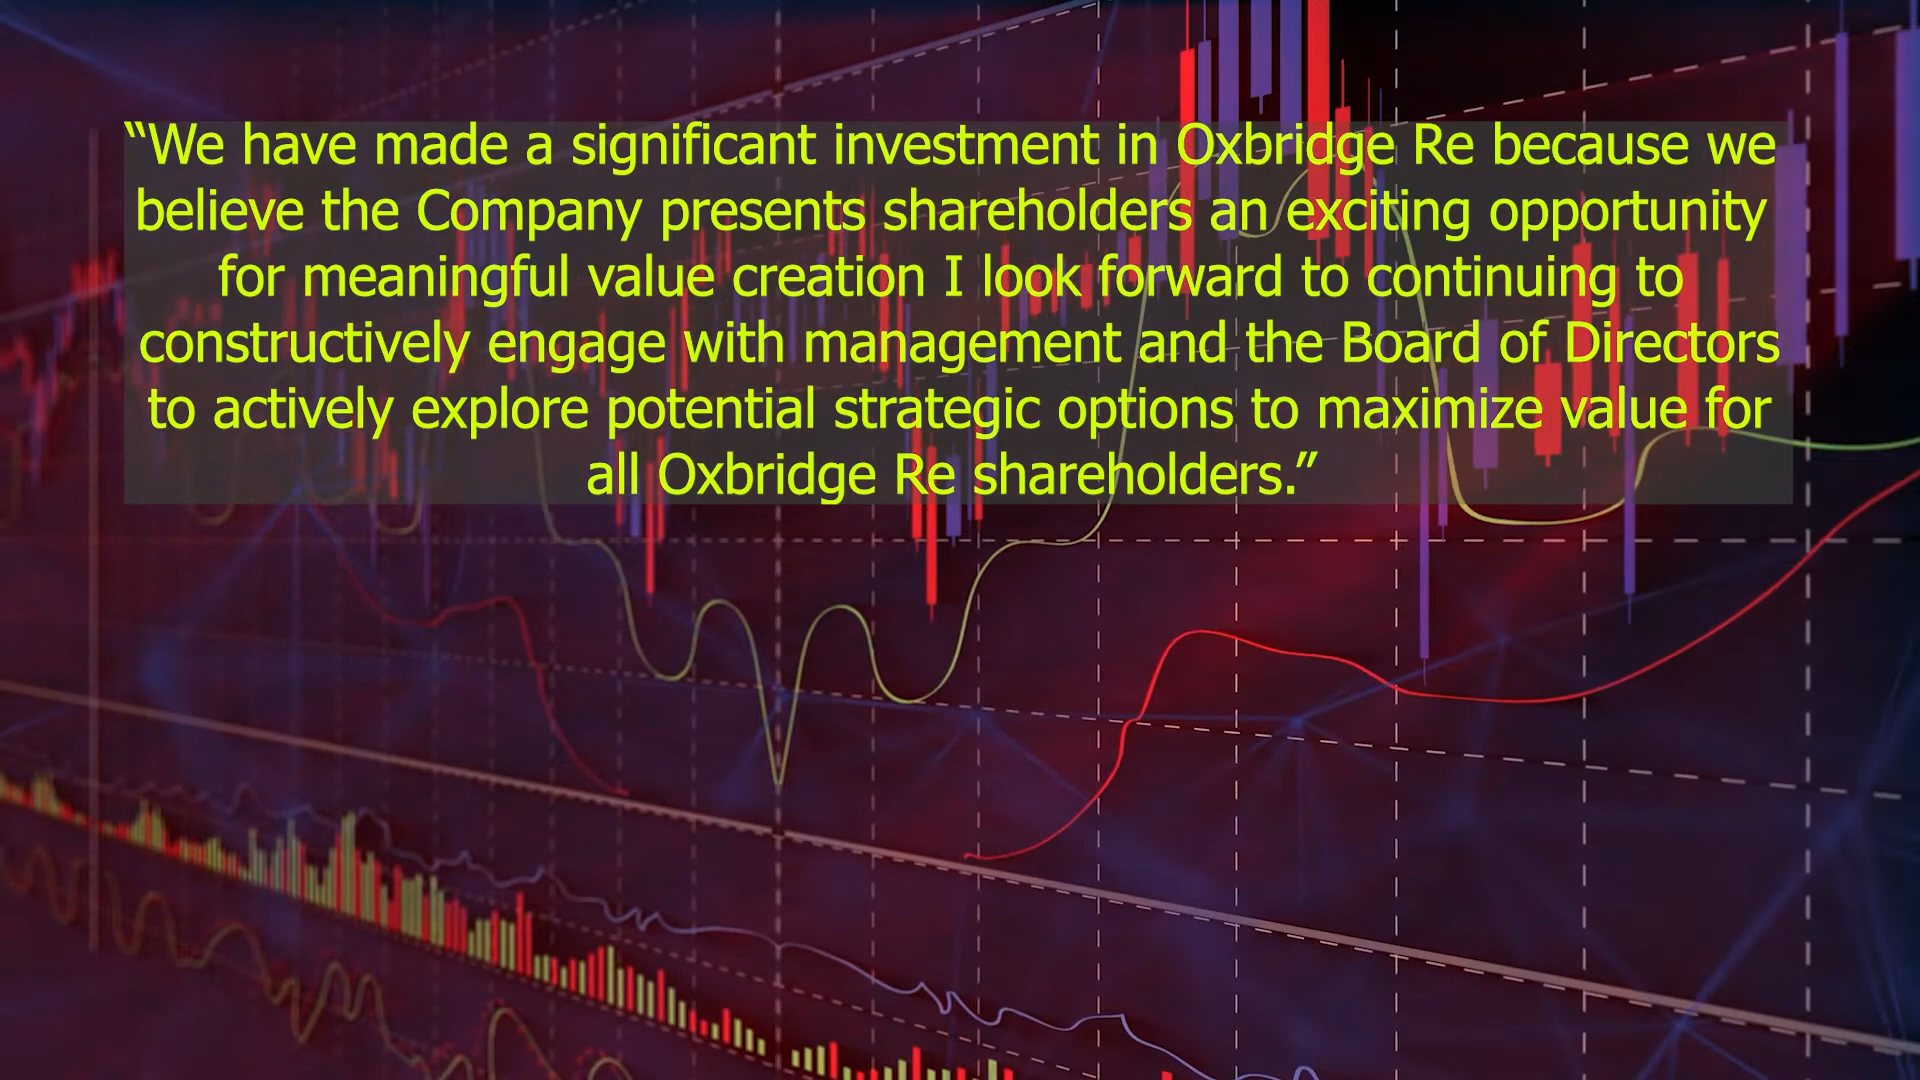 “We have made a significant investment in Oxbridge Re because we
believe the Company presents shareholders an exciting opportunity
for meaningful value creation I look forward to continuing to
constructively engage with management and the Board of Directors
to actively explore potential strategic options to maximize value for
all Oxbridge Re shareholders.”